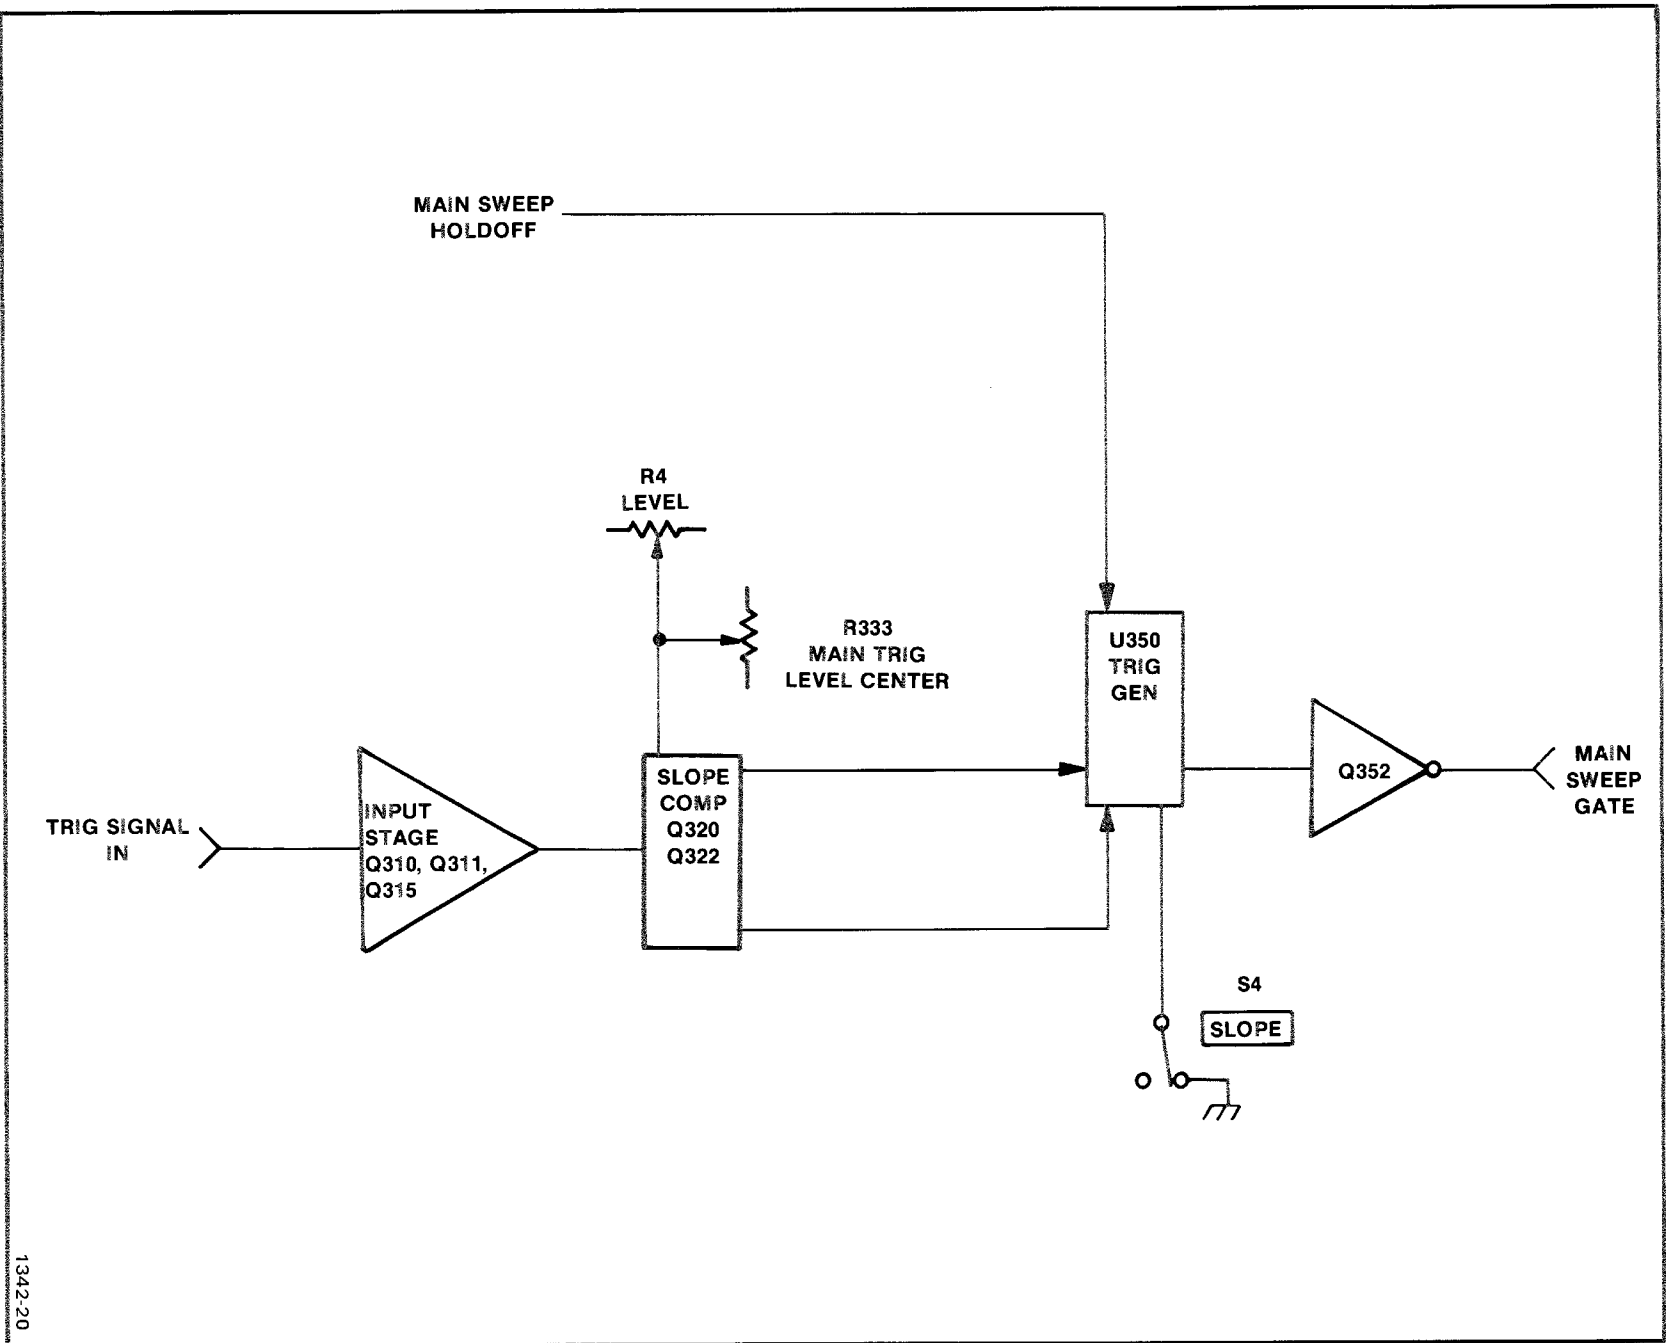 MAIN SWEEP
HOLDOFF
R4
LEVEL
R333
MAIN TRIG
LEVEL CENTER
U350
TRIG
GEN
TRIG SIGNAL
IN
INPUT
STAGE
Q310, Q311,
Q315
SLOPE
COMP
Q320
Q322
Q352
MAIN
SWEEP
GATE
S4
SLOPE
1342-20